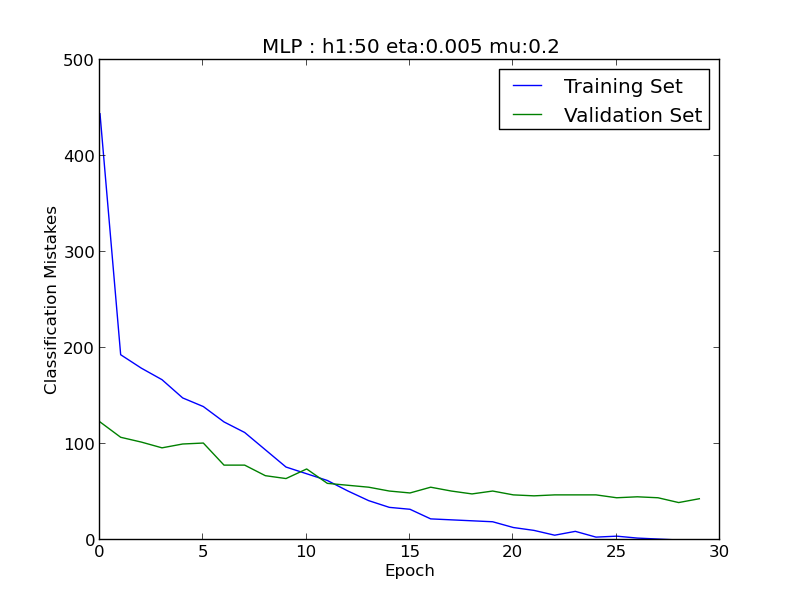 MLP : h1:50 eta:0.005 mu:0.2
500
400
300
200
100
0
Classification Mistakes
Training Set
Validation Set
0 5 10 15 20 25 30
Epoch